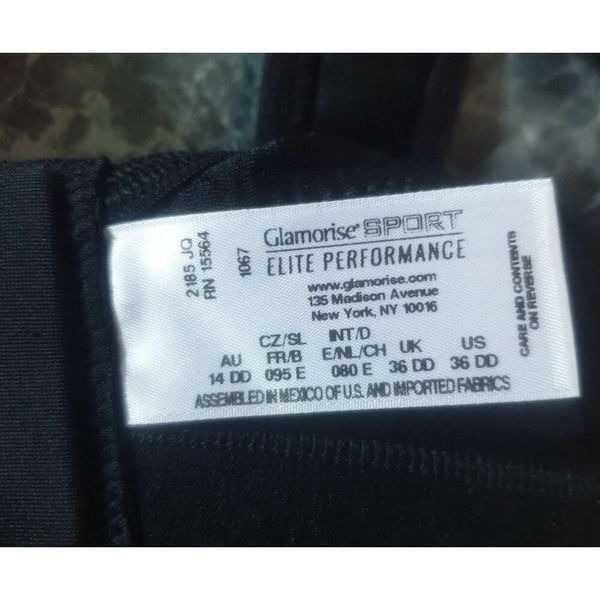 Glamorise® SPORT
ELITE PERFORMANCE
www.glamorise.com
135 Madison Avenue
New York, NY 10016
CZ/SL INT/D
AU FR/B E/NL/CH UK US
14 DD 095 E 080 E 36 DD 36 DD
ASSEMBLED IN MEXICO OF U.S. AND IMPORTED FABRICS
2185 JQ
RN 15564
1067
CARE AND CONTENTS
ON REVERSE